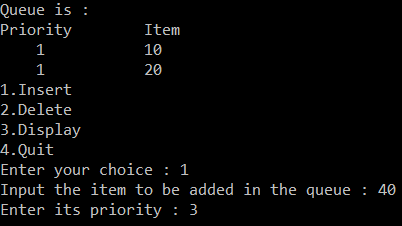 Queue is :
Priority        Item
    1           10
    1           20
1.Insert
2.Delete
3.Display
4.Quit
Enter your choice : 1
Input the item to be added in the queue : 40
Enter its priority : 3